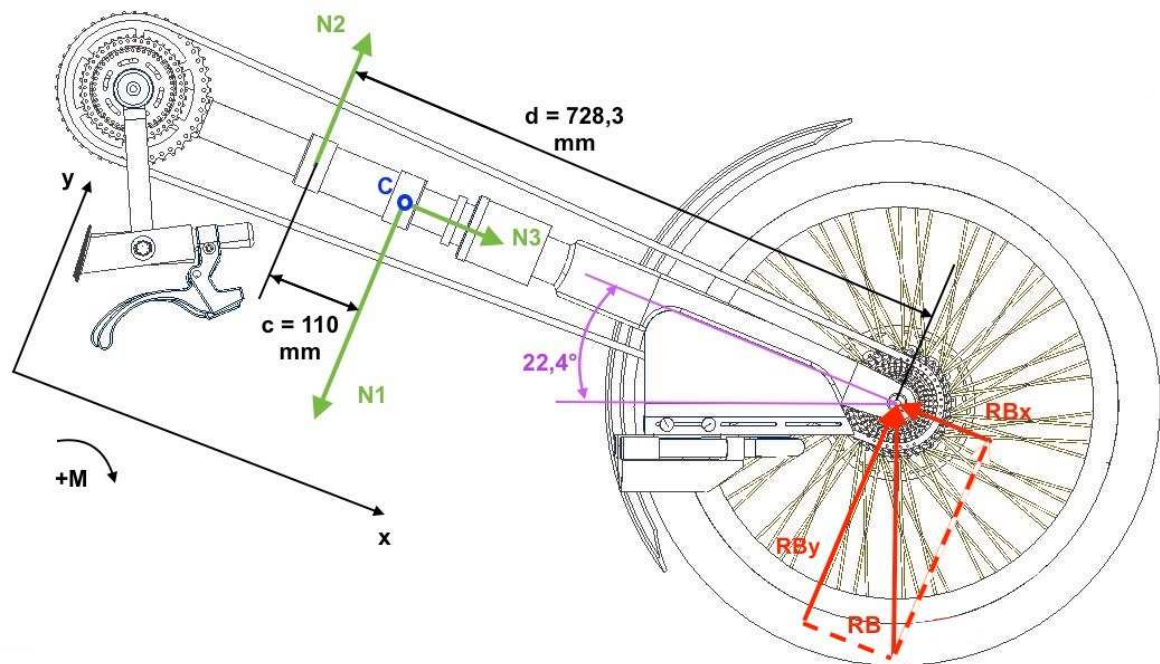 N2
d = 728,3
mm
y
C
N3
c = 110
mm
22,4°
N1
RBx
+M
x
RBy
RB